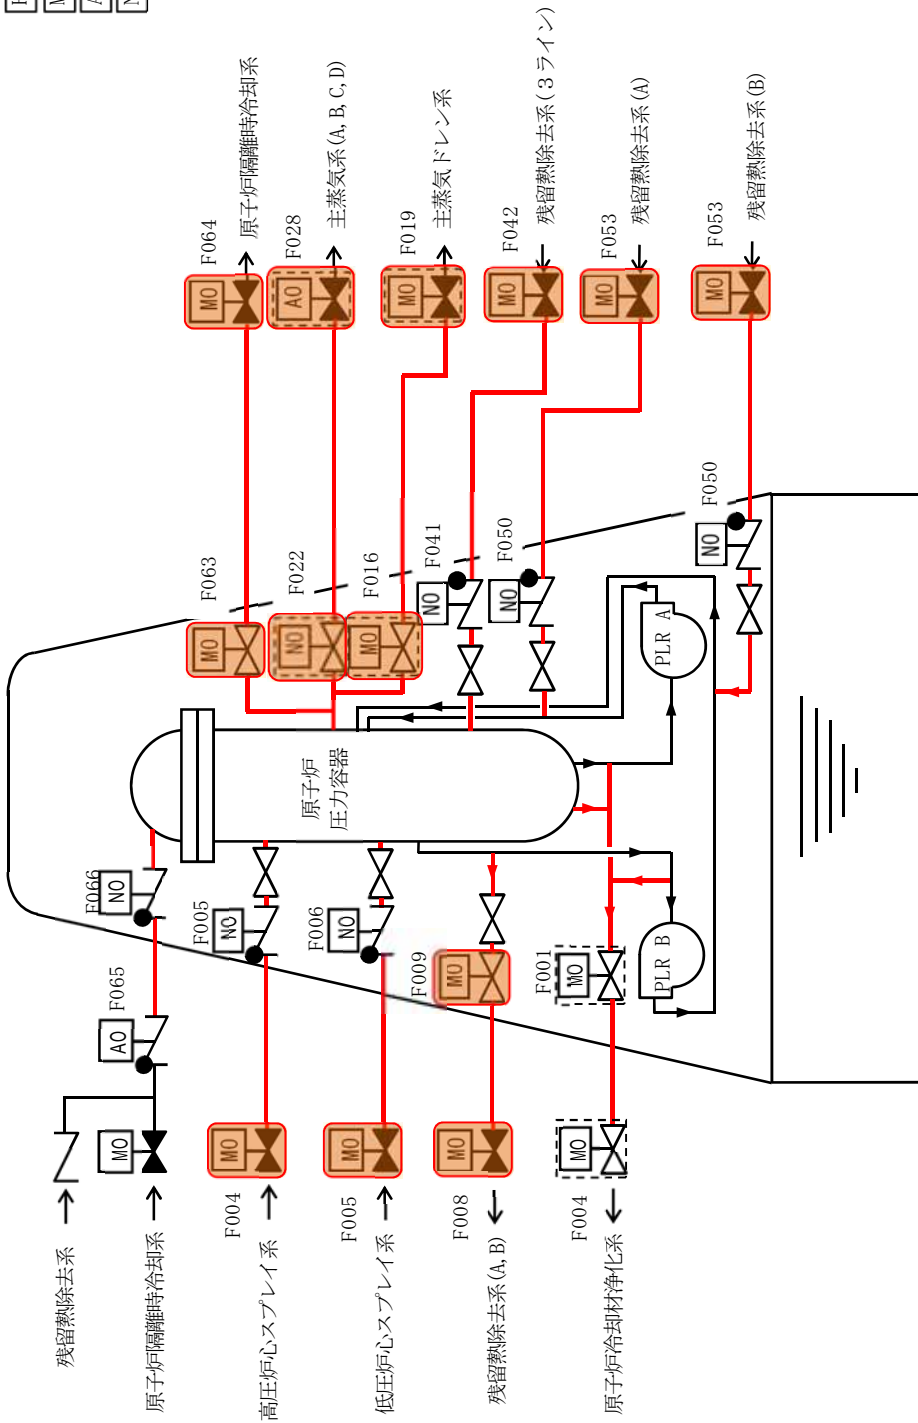 残留熱除去系
原子炉隔離時冷却系
MO
AO
F065
NO
F066
高圧炉心スプレイ系
F004
MO
NO
F005
低圧炉心スプレイ系
F005
MO
NO
F006
残留熱除去系(A,B)
F008
MO
MO
F009
原子炉冷却材浄化系
F004
MO
MO
F001
原子炉
圧力容器
PLR B
PLR A
F063
MO
F064
MO
原子炉隔離時冷却系
F022
NO
F028
AO
主蒸気系(A,B,C,D)
F016
MO
F019
MO
主蒸気ドレン系
F041
NO
F042
MO
残留熱除去系(3ライン)
F050
NO
F053
MO
残留熱除去系(A)
F050
NO
F053
MO
残留熱除去系(B)